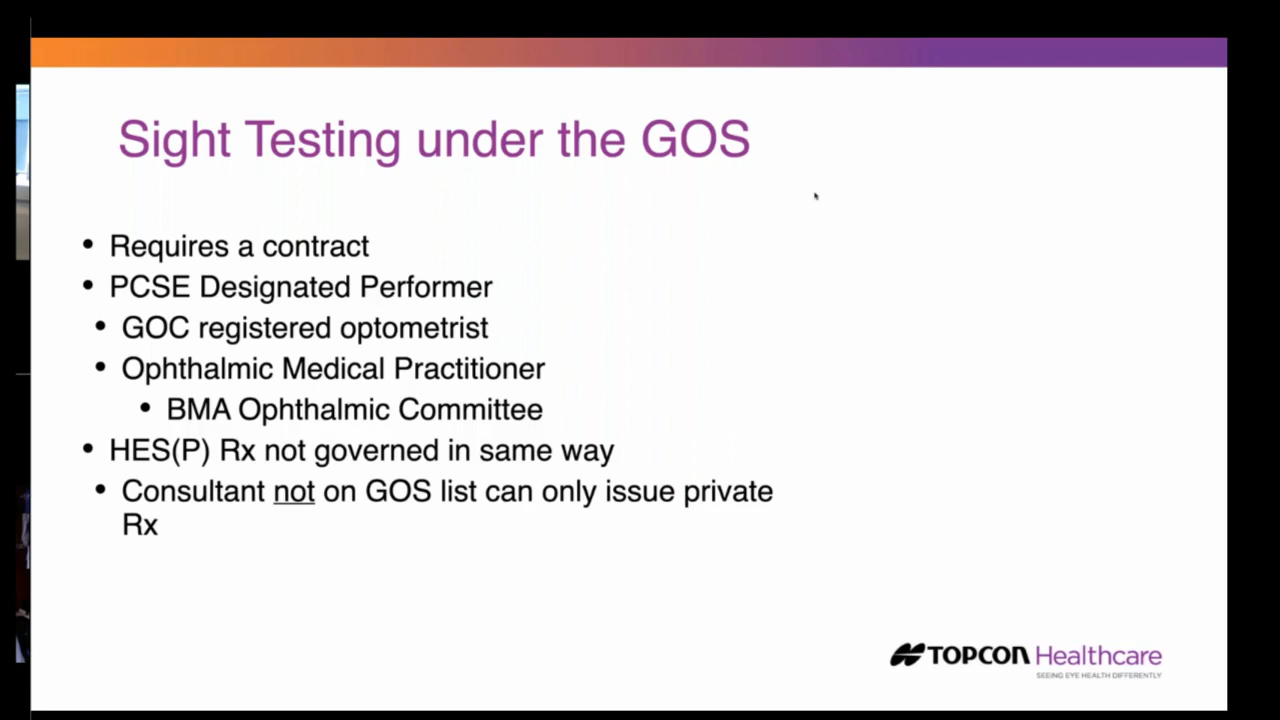 Sight Testing under the GOS
• Requires a contract
• PCSE Designated Performer
• GOC registered optometrist
• Ophthalmic Medical Practitioner
• BMA Ophthalmic Committee
• HES(P) Rx not governed in same way
• Consultant not on GOS list can only issue private
Rx
TOPCON Healthcare
SEEING EYE HEALTH DIFFERENTLY